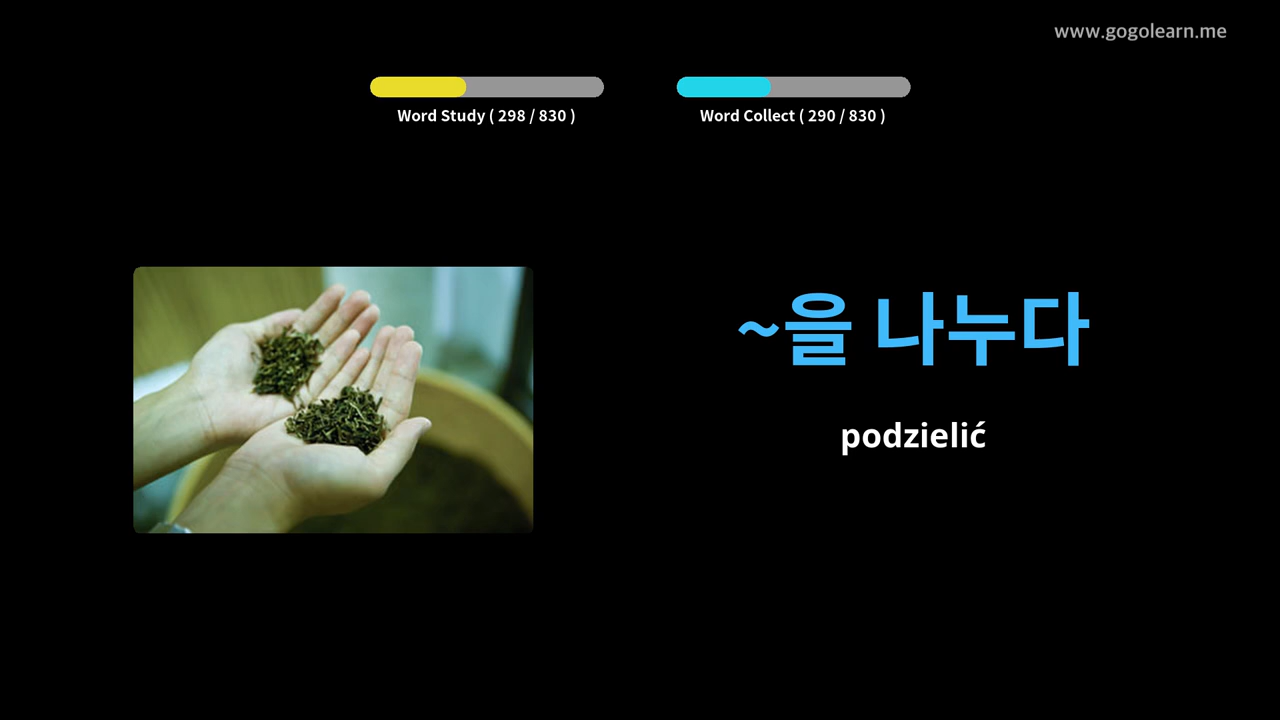 www.gogolearn.me
Word Study ( 298 / 830 )
Word Collect ( 290 / 830 )
~을 나누다
podzielić